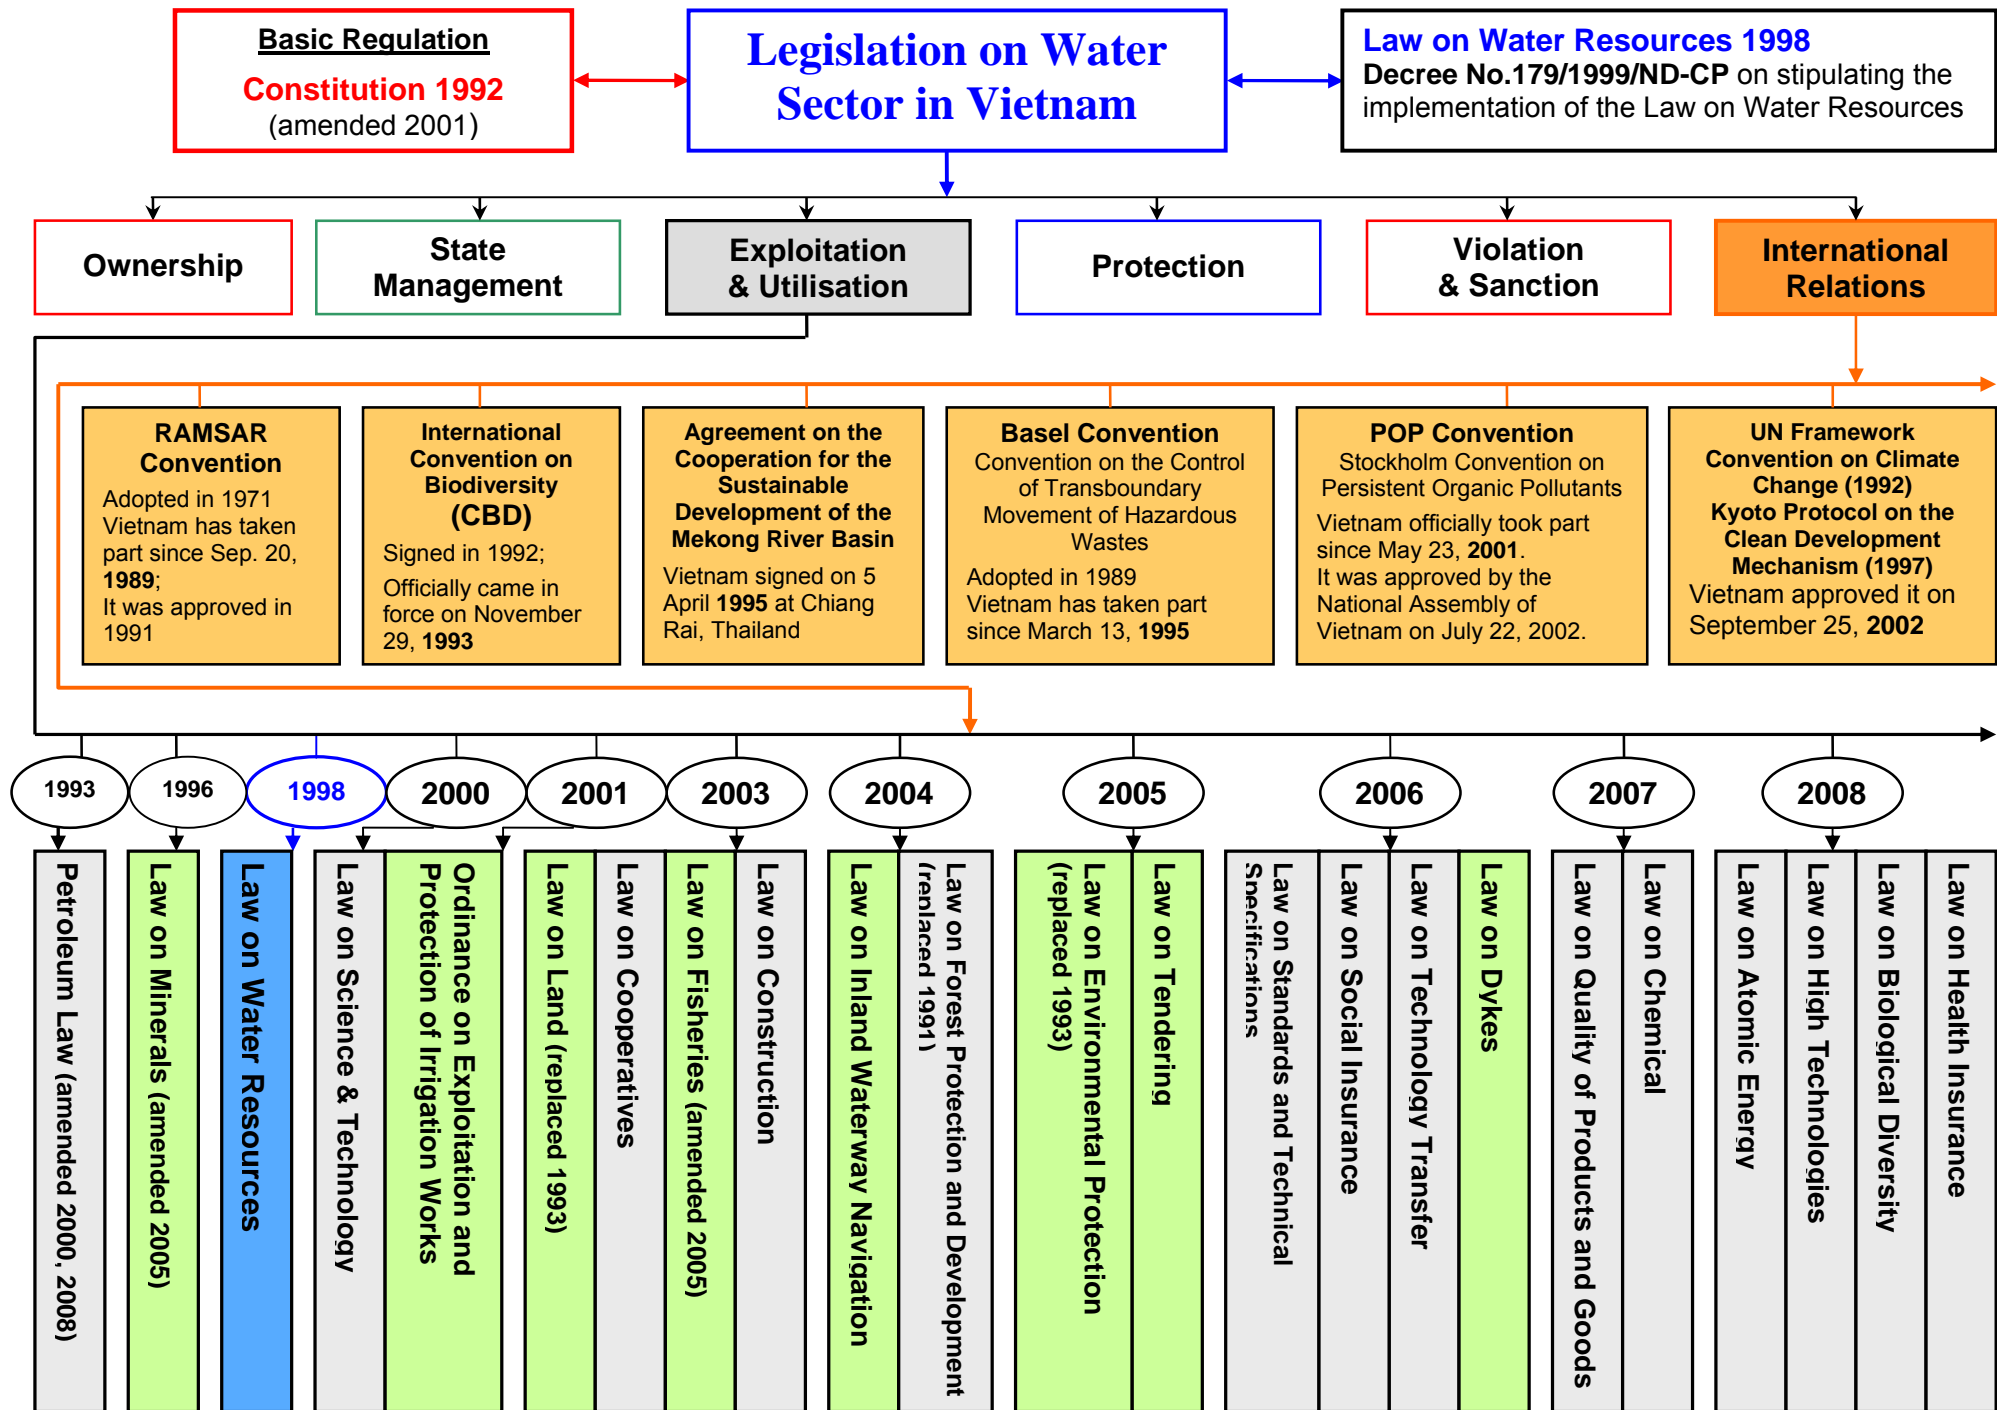 Basic Regulation
Constitution 1992
(amended 2001)
Legislation on Water
Sector in Vietnam
Law on Water Resources 1998
Decree No.179/1999/ND-CP on stipulating the
implementation of the Law on Water Resources
Ownership
State
Management
Exploitation
& Utilisation
Protection
Violation
& Sanction
International
Relations
RAMSAR
Convention
Adopted in 1971
Vietnam has taken
part since Sep. 20,
1989;
It was approved in
1991
International
Convention on
Biodiversity
(CBD)
Signed in 1992;
Officially came in
force on November
29, 1993
Agreement on the
Cooperation for the
Sustainable
Development of the
Mekong River Basin
Vietnam signed on 5
April 1995 at Chiang
Rai, Thailand
Basel Convention
Convention on the Control
of Transboundary
Movement of Hazardous
Wastes
Adopted in 1989
Vietnam has taken part
since March 13, 1995
POP Convention
Stockholm Convention on
Persistent Organic Pollutants
Vietnam officially took part
since May 23, 2001.
It was approved by the
National Assembly of
Vietnam on July 22, 2002.
UN Framework
Convention on Climate
Change (1992)
Kyoto Protocol on the
Clean Development
Mechanism (1997)
Vietnam approved it on
September 25, 2002
1993
1996
1998
2000
2001
2003
2004
2005
2006
2007
2008
Petroleum Law (amended 2000, 2008)
Law on Minerals (amended 2005)
Law on Water Resources
Law on Science & Technology
Ordinance on Exploitation and
Protection of Irrigation Works
Law on Land (replaced 1993)
Law on Cooperatives
Law on Fisheries (amended 2005)
Law on Construction
Law on Inland Waterway Navigation
Law on Forest Protection and Development
(replaced 1991)
Law on Environmental Protection
(replaced 1993)
Law on Tendering
Law on Standards and Technical
Specifications
Law on Social Insurance
Law on Technology Transfer
Law on Dykes
Law on Quality of Products and Goods
Law on Chemical
Law on Atomic Energy
Law on High Technologies
Law on Biological Diversity
Law on Health Insurance